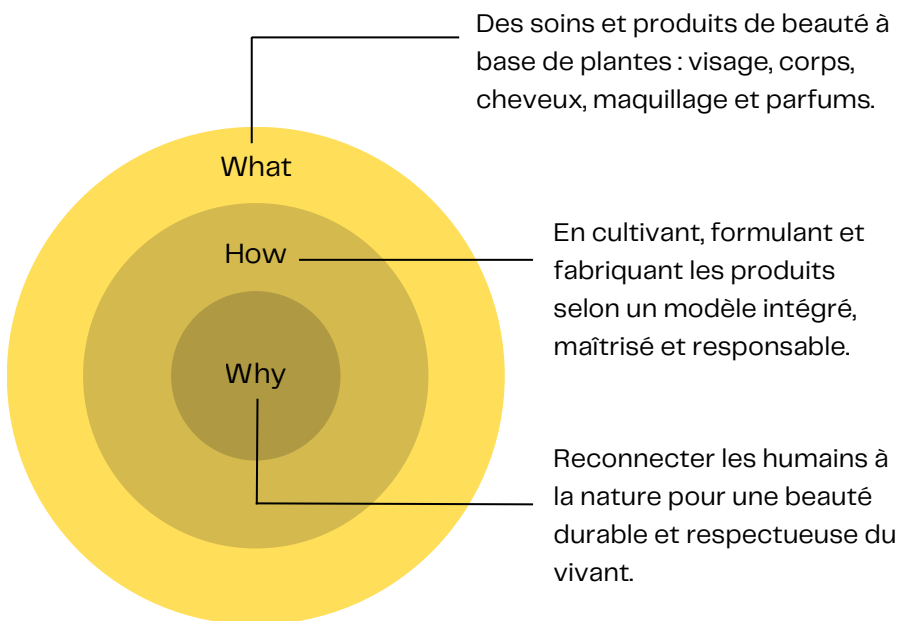 Des soins et produits de beauté à
base de plantes : visage, corps,
cheveux, maquillage et parfums.
What
How
En cultivant, formulant et
fabriquant les produits
selon un modèle intégré,
maîtrisé et responsable.
Why
Reconnecter les humains à
la nature pour une beauté
durable et respectueuse du
vivant.